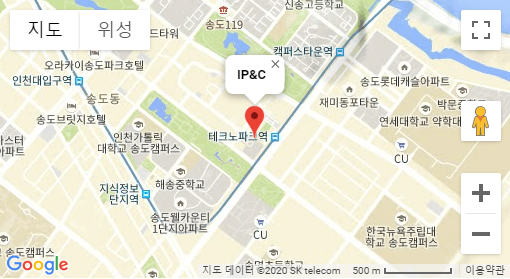 지도 위성
신송고등학교
송도119
드타워
캠퍼스타운역
오라카이송도파크호텔
인천대입구역
IP&C
송도롯데캐슬아파트
재미동포타운
박문중학교
송도동
송도브릿지호텔
연세대학교 약학대
인천가톨릭
대학교 송도캠퍼스
테크노파크역
스타
아파트
CU
해송중학교
지식정보
단지역
송도웰카운티
1단지아파트
CU
한국뉴욕주립대
학교 송도캠퍼스
송도캠퍼스
Google
지도 데이터 ©2020 SK telecom 500 m 이용약관